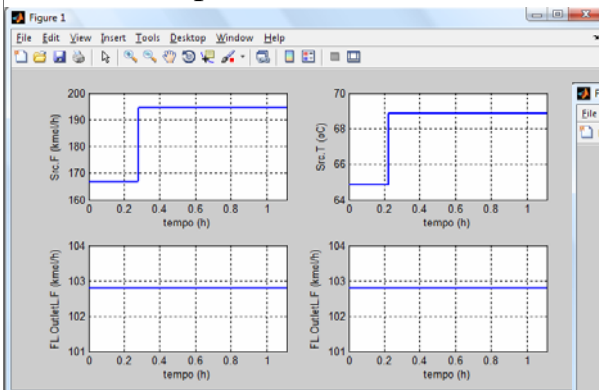 Figure 1
File Edit View Insert Tools Desktop Window Help
F
File
200
190
180
170
160
Src.F (kmol/h)
0 0.2 0.4 0.6 0.8 1
tempo (h)
70
68
66
64
Src.T (oC)
0 0.2 0.4 0.6 0.8 1
tempo (h)
104
103
102
101
FL.OutletL.F (kmol/h)
0 0.2 0.4 0.6 0.8 1
tempo (h)
104
103
102
101
FL.OutletL.F (kmol/h)
0 0.2 0.4 0.6 0.8 1
tempo (h)